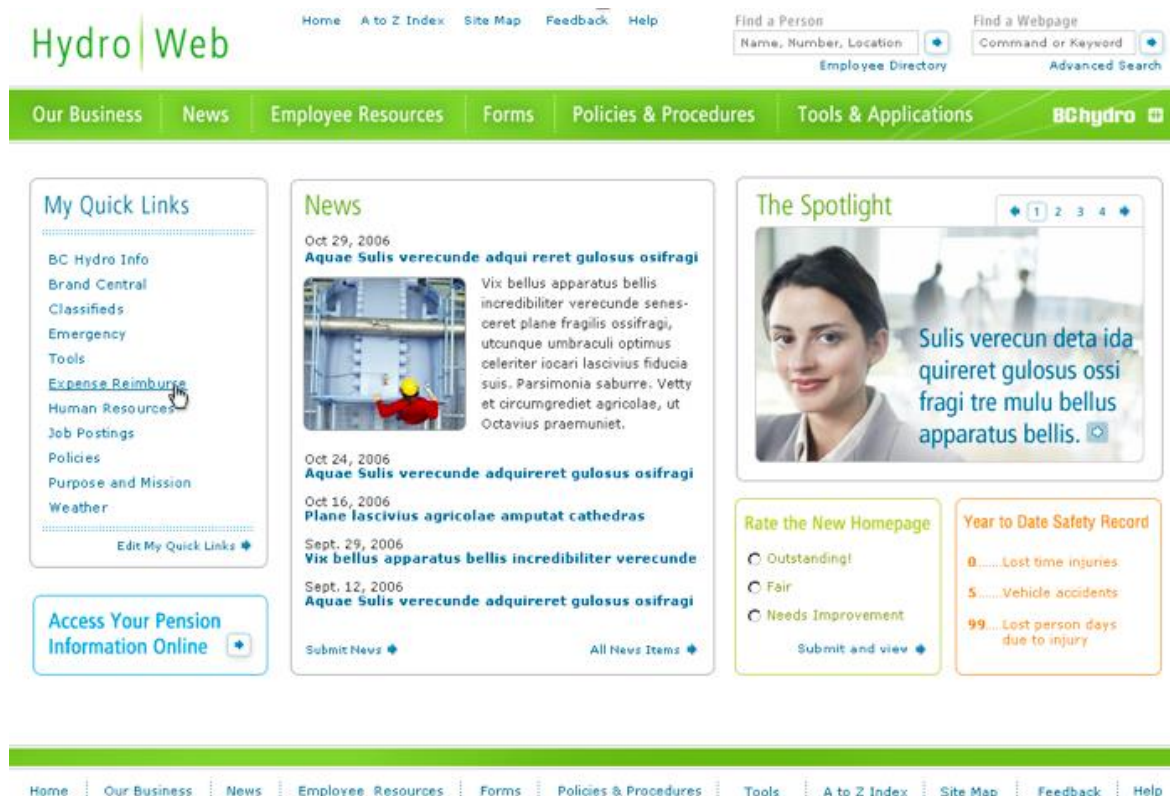 Hydro Web
Home A to Z Index Site Map Feedback Help
Find a Person
Name, Number, Location
Employee Directory
Find a Webpage
Command or Keyword
Advanced Search
Our Business News Employee Resources Forms Policies & Procedures Tools & Applications BC hydro
My Quick Links
BC Hydro Info
Brand Central
Classifieds
Emergency
Tools
Expense Reimburse
Human Resources
Job Postings
Policies
Purpose and Mission
Weather
Edit My Quick Links
Access Your Pension
Information Online
News
Oct 29, 2006
Aquae Sulis verecunde adqui reret gulosus osifragi
Vix bellus apparatus bellis
incredibiliter verecunde senes-
ceret plane fragilis ossifragi,
utcunque umbraculi optimus
celeriter iocari lascivius fiducia
suis. Parsimonia saburre. Vetty
et circumgrediet agricolae, ut
Octavius praemuniet.
Oct 24, 2006
Aquae Sulis verecunde adquireret gulosus osifragi
Oct 16, 2006
Plane lascivius agricolae amputat cathedras
Sept. 29, 2006
Vix bellus apparatus bellis incredibiliter verecunde
Sept. 12, 2006
Aquae Sulis verecunde adquireret gulosus osifragi
Submit News All News Items
The Spotlight
1 2 3 4
Sulis verecun deta ida
quireret gulosus ossi
fragi tre mulu bellus
apparatus bellis.
Rate the New Homepage
Outstanding!
Fair
Needs Improvement
Submit and view
Year to Date Safety Record
0......Lost time injuries
5......Vehicle accidents
99....Lost person days
due to injury
Home Our Business News Employee Resources Forms Policies & Procedures Tools A to Z Index Site Map Feedback Help